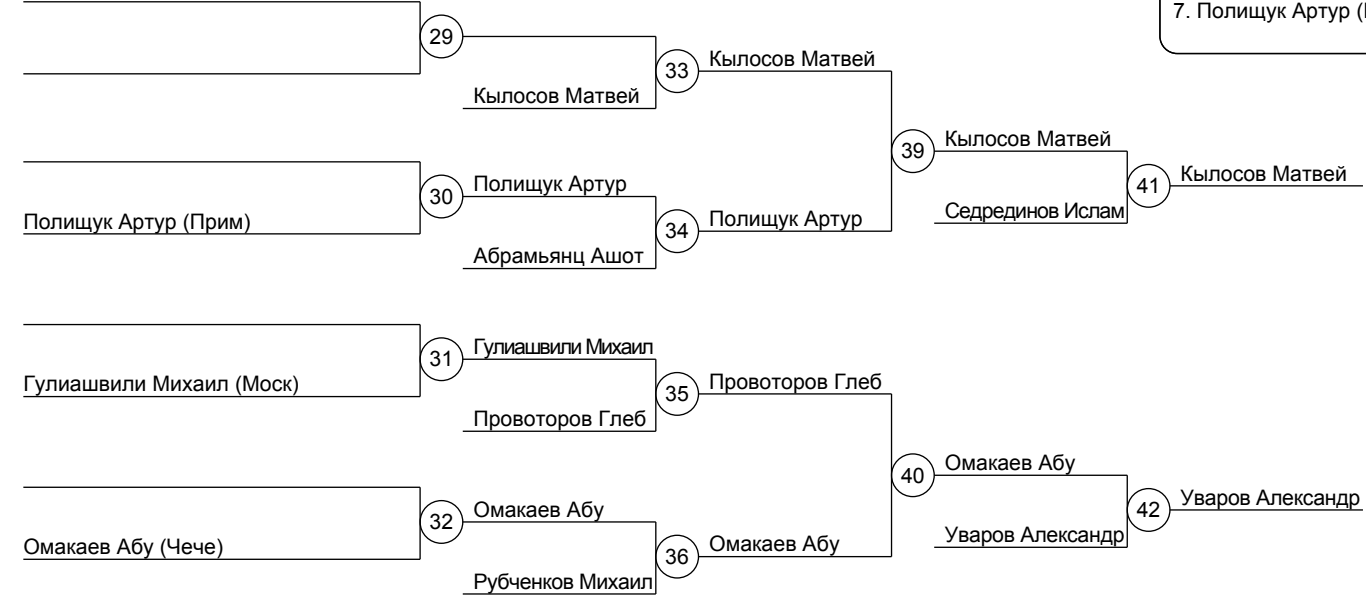 7. Полищук Артур (
29
Кылосов Матвей
33
Кылосов Матвей
39
Кылосов Матвей
Полищук Артур (Прим)
30
Полищук Артур
Абрамьянц Ашот
34
Полищук Артур
Седрединов Ислам
41
Кылосов Матвей
Гулиашвили Михаил (Моск)
31
Гулиашвили Михаил
Провоторов Глеб
35
Провоторов Глеб
40
Омакаев Абу
Омакаев Абу (Чече)
32
Омакаев Абу
Рубченков Михаил
36
Омакаев Абу
Уваров Александр
42
Уваров Александр